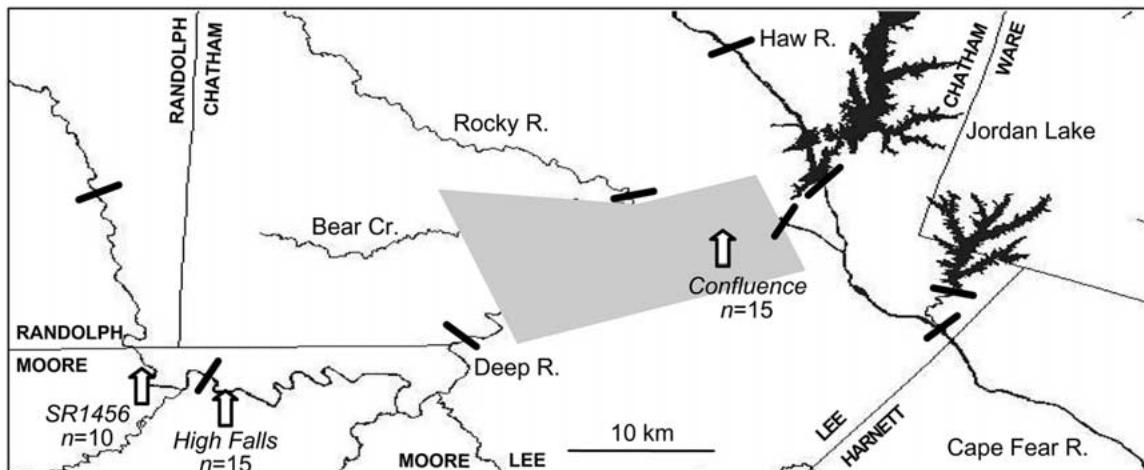 RANDOLPH
CHATHAM
Haw R.
CHATHAM
WARE
Rocky R.
Jordan Lake
Bear Cr.
Confluence
n=15
RANDOLPH
MOORE
Deep R.
SR1456
n=10
High Falls
n=15
10 km
MOORE
LEE
LEE
HARNETT
Cape Fear R.